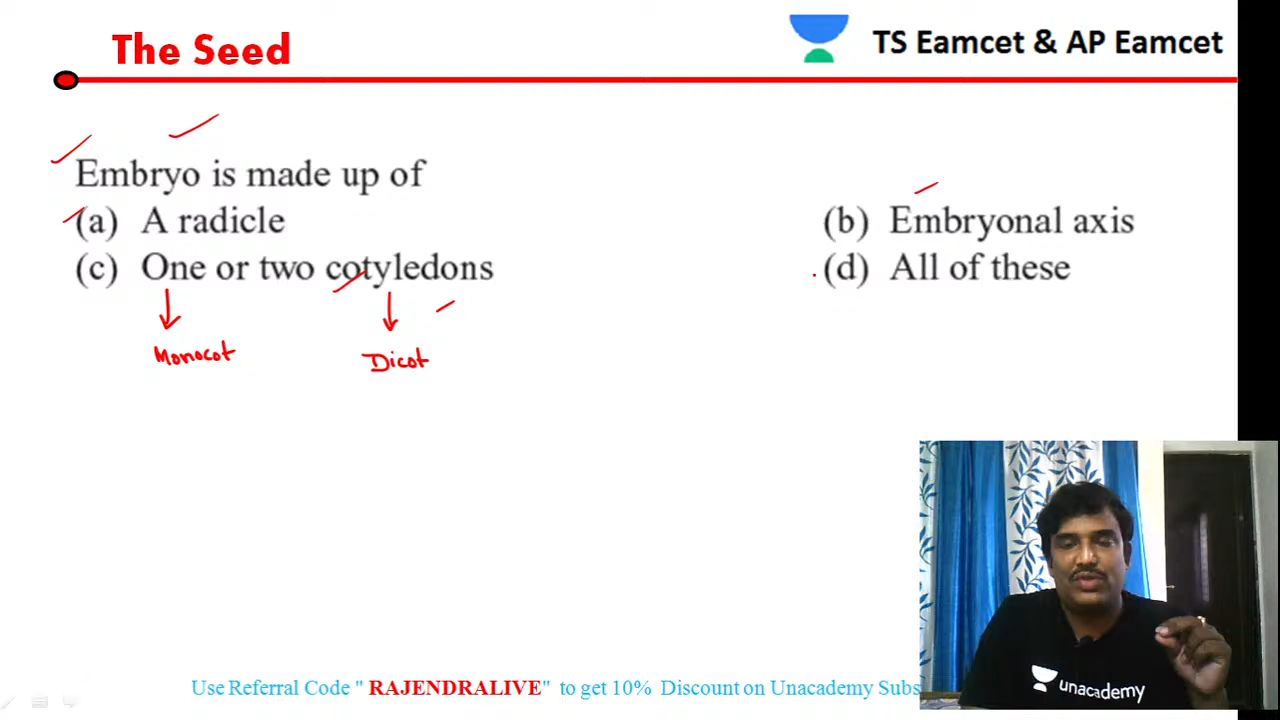 The Seed
TS Eamcet & AP Eamcet
Embryo is made up of
(a) A radicle
(b) Embryonal axis
(c) One or two cotyledons
(d) All of these
Monocot
Dicot
unacademy
Use Referral Code " RAJENDRALIVE" to get 10% Discount on Unacademy Subs